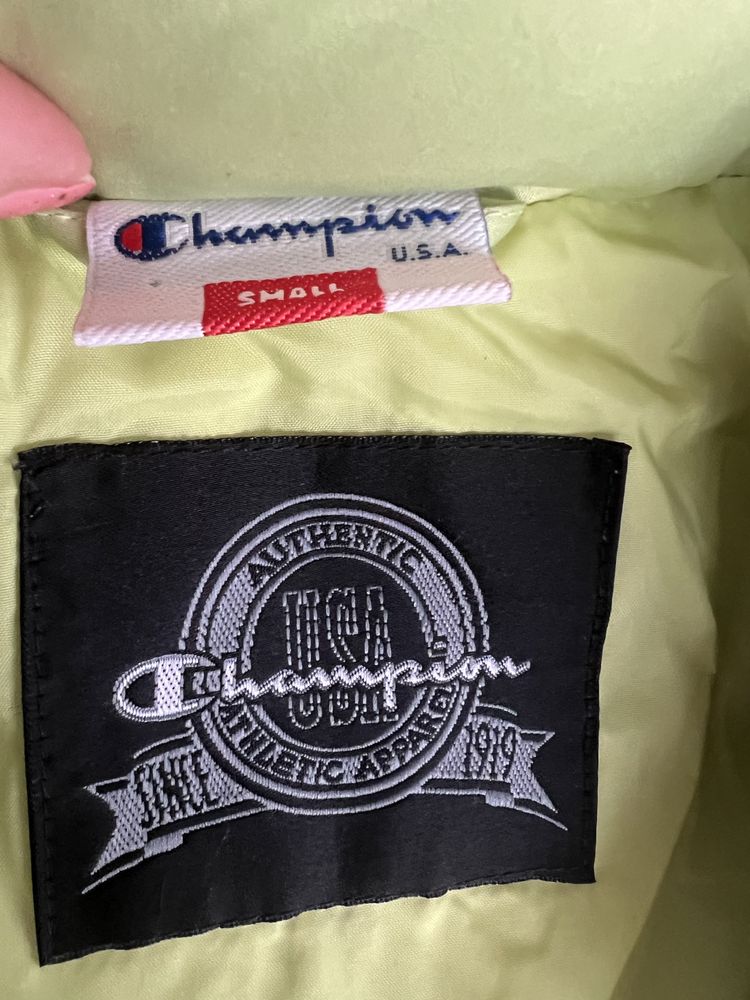 Champion
U.S.A.
SMALL
AUTHENTIC
USA
Champion
ATHLETIC APPAREL
SINCE 1919